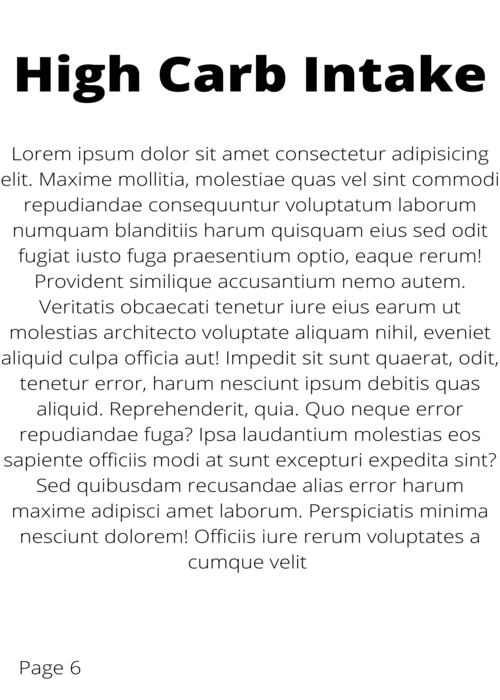 High Carb Intake
Lorem ipsum dolor sit amet consectetur adipisicing
elit. Maxime mollitia, molestiae quas vel sint commodi
repudiandae consequuntur voluptatum laborum
numquam blanditiis harum quisquam eius sed odit
fugiat iusto fuga praesentium optio, eaque rerum!
Provident similique accusantium nemo autem.
Veritatis obcaecati tenetur iure eius earum ut
molestias architecto voluptate aliquam nihil, eveniet
aliquid culpa officia aut! Impedit sit sunt quaerat, odit,
tenetur error, harum nesciunt ipsum debitis quas
aliquid. Reprehenderit, quia. Quo neque error
repudiandae fuga? Ipsa laudantium molestias eos
sapiente officiis modi at sunt excepturi expedita sint?
Sed quibusdam recusandae alias error harum
maxime adipisci amet laborum. Perspiciatis minima
nesciunt dolorem! Officiis iure rerum voluptates a
cumque velit
Page 6